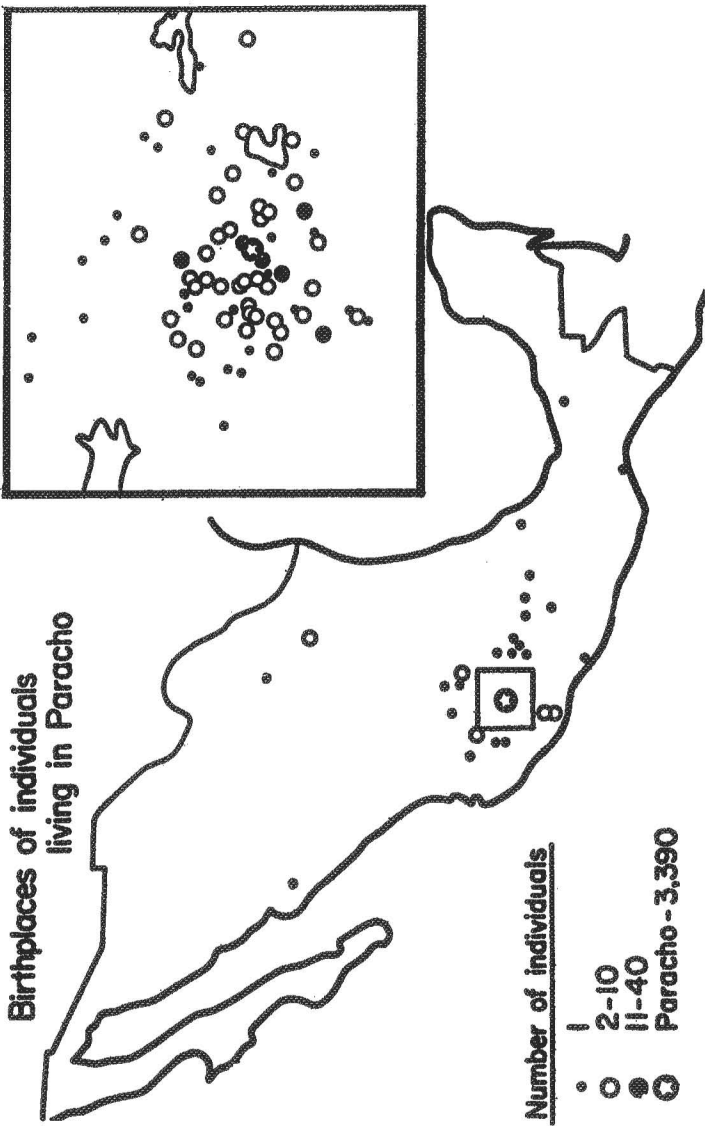 Birthplaces of individuals
living in Paracho
Number of individuals
1
2-10
11-40
Paracho-3,390